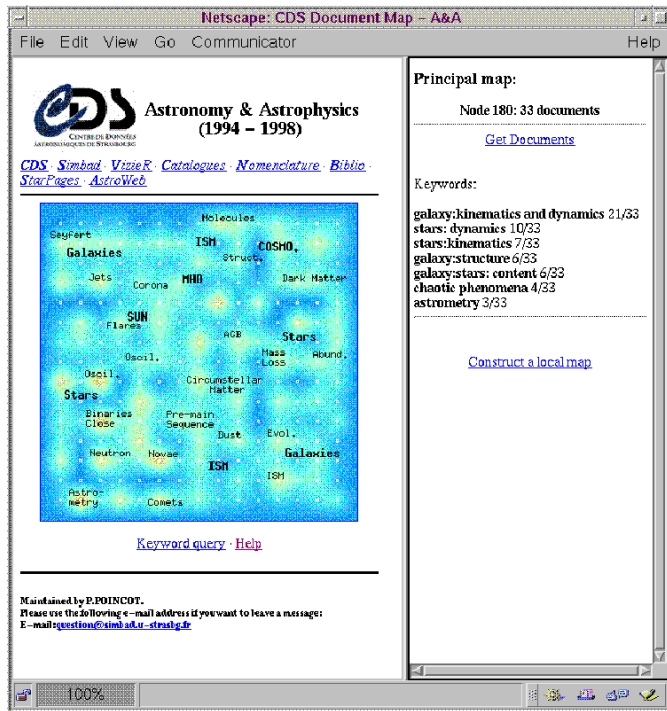 Netscape: CDS Document Map – A&A
File Edit View Go Communicator Help
CDS
CENTRE DE DONNÉES
ASTRONOMIQUES DE STRASBOURG
Astronomy & Astrophysics
(1994 – 1998)
CDS · Simbad · VizieR · Catalogues · Nomenclature · Biblio ·
StarPages · AstroWeb
Molecules
Seyfert
ISM
COSMO.
Galaxies
Struct.
Jets
Corona
MHD
Dark Matter
SUN
Flares
AGB
Stars
Oscil.
Mass
Loss
Abund.
Oscil.
Circumstellar
Matter
Stars
Binaries
Close
Pre-main
Sequence
Dust
Evol.
Neutron
Novae
Galaxies
ISM
ISM
Astro-
metry
Comets
Keyword query · Help
Maintained by P.POINCOT.
Please use the following e-mail address if you want to leave a message:
E-mail:question@simbad.u-strasbg.fr
Principal map:
Node 180: 33 documents
Get Documents
Keywords:
galaxy:kinematics and dynamics 21/33
stars: dynamics 10/33
stars:kinematics 7/33
galaxy:structure 6/33
galaxy:stars: content 6/33
chaotic phenomena 4/33
astrometry 3/33
Construct a local map
100%